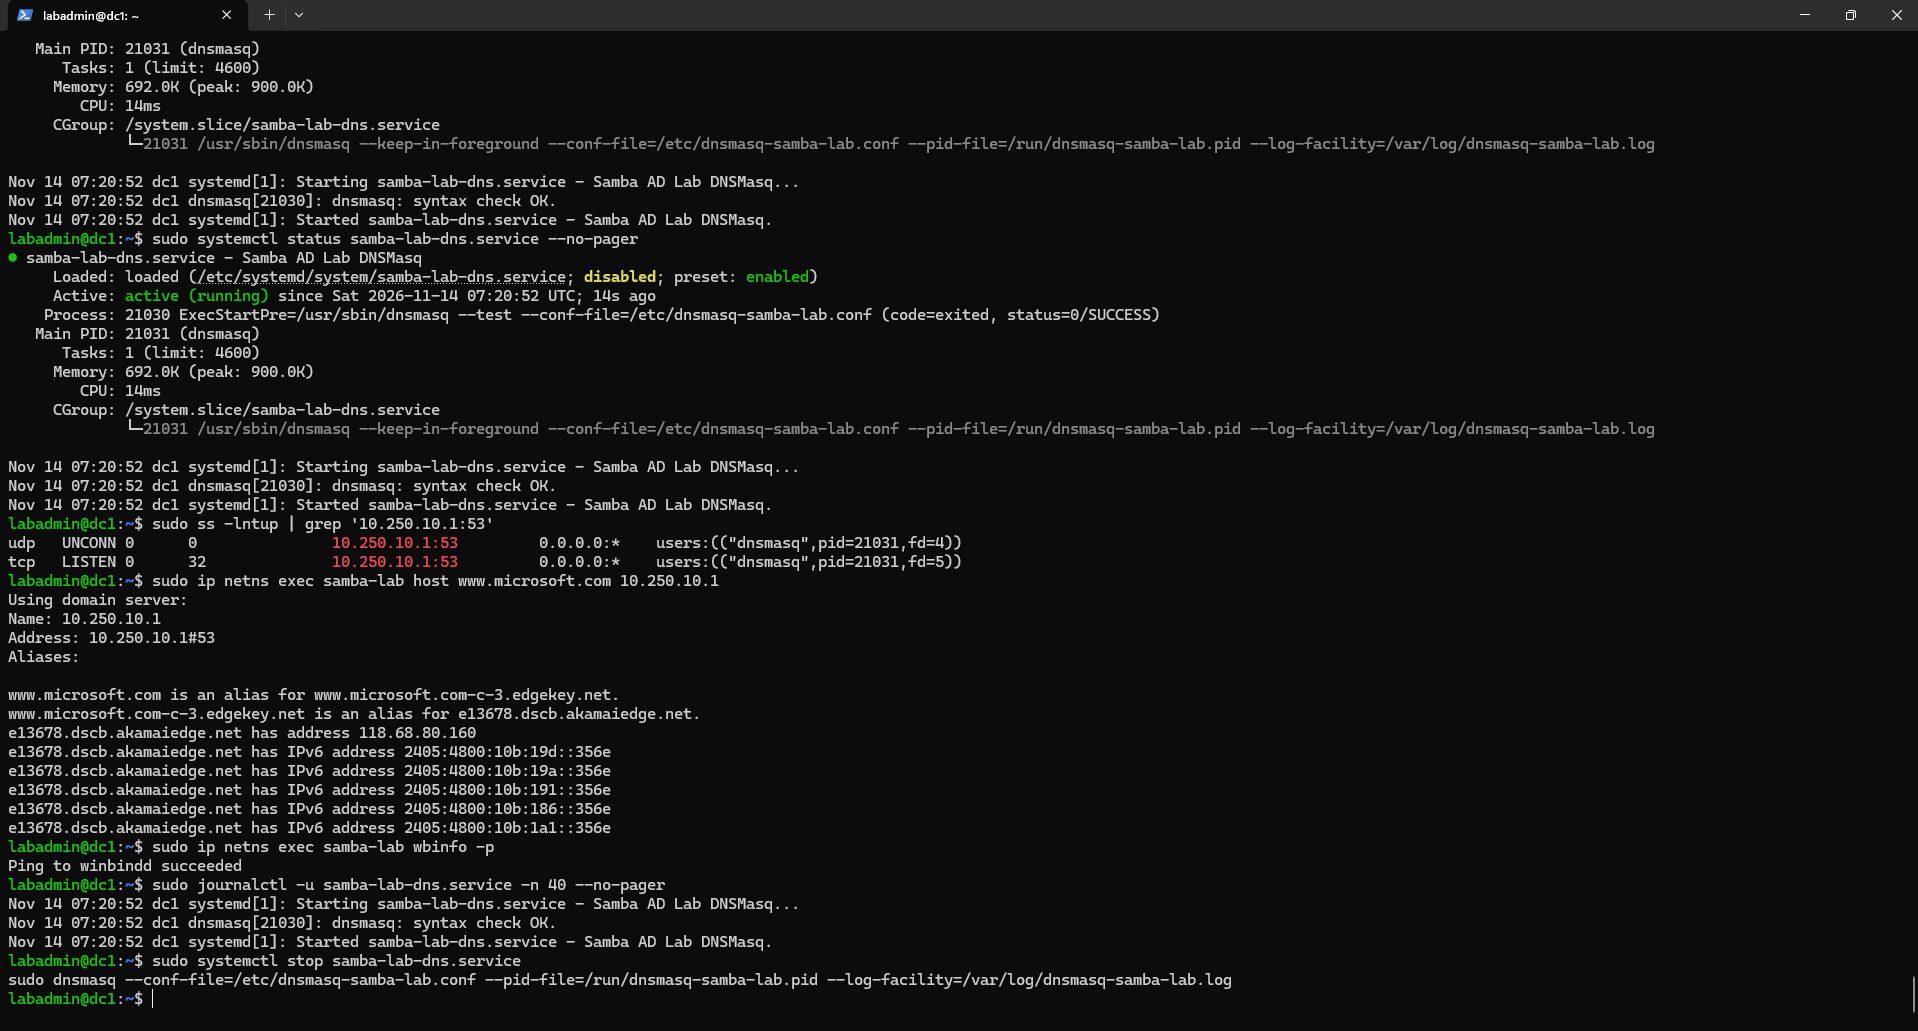 labadmin@dc1: ~
Main PID: 21031 (dnsmasq)
Tasks: 1 (limit: 4600)
Memory: 692.0K (peak: 900.0K)
CPU: 14ms
CGroup: /system.slice/samba-lab-dns.service
└─21031 /usr/sbin/dnsmasq --keep-in-foreground --conf-file=/etc/dnsmasq-samba-lab.conf --pid-file=/run/dnsmasq-samba-lab.pid --log-facility=/var/log/dnsmasq-samba-lab.log
Nov 14 07:20:52 dc1 systemd[1]: Starting samba-lab-dns.service - Samba AD Lab DNSMasq...
Nov 14 07:20:52 dc1 dnsmasq[21030]: dnsmasq: syntax check OK.
Nov 14 07:20:52 dc1 systemd[1]: Started samba-lab-dns.service - Samba AD Lab DNSMasq.
labadmin@dc1:~$ sudo systemctl status samba-lab-dns.service --no-pager
● samba-lab-dns.service - Samba AD Lab DNSMasq
Loaded: loaded (/etc/systemd/system/samba-lab-dns.service; disabled; preset: enabled)
Active: active (running) since Sat 2026-11-14 07:20:52 UTC; 14s ago
Process: 21030 ExecStartPre=/usr/sbin/dnsmasq --test --conf-file=/etc/dnsmasq-samba-lab.conf (code=exited, status=0/SUCCESS)
Main PID: 21031 (dnsmasq)
Tasks: 1 (limit: 4600)
Memory: 692.0K (peak: 900.0K)
CPU: 14ms
CGroup: /system.slice/samba-lab-dns.service
└─21031 /usr/sbin/dnsmasq --keep-in-foreground --conf-file=/etc/dnsmasq-samba-lab.conf --pid-file=/run/dnsmasq-samba-lab.pid --log-facility=/var/log/dnsmasq-samba-lab.log
Nov 14 07:20:52 dc1 systemd[1]: Starting samba-lab-dns.service - Samba AD Lab DNSMasq...
Nov 14 07:20:52 dc1 dnsmasq[21030]: dnsmasq: syntax check OK.
Nov 14 07:20:52 dc1 systemd[1]: Started samba-lab-dns.service - Samba AD Lab DNSMasq.
labadmin@dc1:~$ sudo ss -lntup | grep '10.250.10.1:53'
udp UNCONN 0 0 10.250.10.1:53 0.0.0.0:* users:(("dnsmasq",pid=21031,fd=4))
tcp LISTEN 0 32 10.250.10.1:53 0.0.0.0:* users:(("dnsmasq",pid=21031,fd=5))
labadmin@dc1:~$ sudo ip netns exec samba-lab host www.microsoft.com 10.250.10.1
Using domain server:
Name: 10.250.10.1
Address: 10.250.10.1#53
Aliases:
www.microsoft.com is an alias for www.microsoft.com-c-3.edgekey.net.
www.microsoft.com-c-3.edgekey.net is an alias for e13678.dscb.akamaiedge.net.
e13678.dscb.akamaiedge.net has address 118.68.80.160
e13678.dscb.akamaiedge.net has IPv6 address 2405:4800:10b:19d::356e
e13678.dscb.akamaiedge.net has IPv6 address 2405:4800:10b:19a::356e
e13678.dscb.akamaiedge.net has IPv6 address 2405:4800:10b:191::356e
e13678.dscb.akamaiedge.net has IPv6 address 2405:4800:10b:186::356e
e13678.dscb.akamaiedge.net has IPv6 address 2405:4800:10b:1a1::356e
labadmin@dc1:~$ sudo ip netns exec samba-lab wbinfo -p
Ping to winbindd succeeded
labadmin@dc1:~$ sudo journalctl -u samba-lab-dns.service -n 40 --no-pager
Nov 14 07:20:52 dc1 systemd[1]: Starting samba-lab-dns.service - Samba AD Lab DNSMasq...
Nov 14 07:20:52 dc1 dnsmasq[21030]: dnsmasq: syntax check OK.
Nov 14 07:20:52 dc1 systemd[1]: Started samba-lab-dns.service - Samba AD Lab DNSMasq.
labadmin@dc1:~$ sudo systemctl stop samba-lab-dns.service
sudo dnsmasq --conf-file=/etc/dnsmasq-samba-lab.conf --pid-file=/run/dnsmasq-samba-lab.pid --log-facility=/var/log/dnsmasq-samba-lab.log
labadmin@dc1:~$